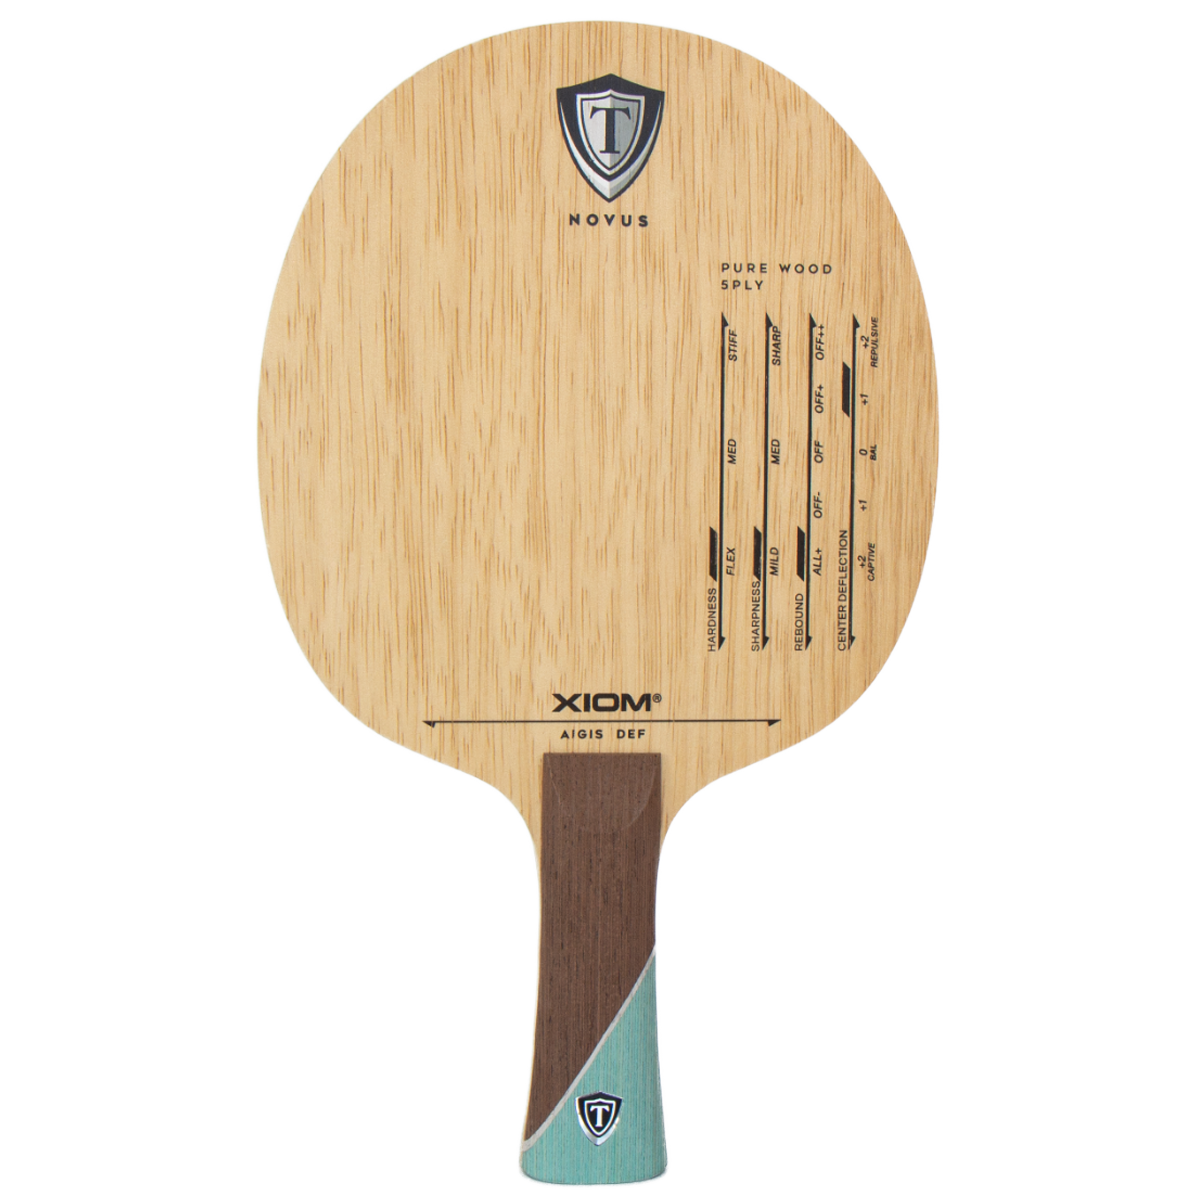 T
NOVUS
PURE WOOD
5PLY
HARDNESS
FLEX
MED
STIFF
SHARPNESS
MILD
MED
SHARP
REBOUND
ALL+
OFF-
OFF
OFF+
OFF++
CENTER DEFLECTION
+2
CAPTIVE
+1
0
BAL
+1
+2
REPULSIVE
XIOM®
AIGIS DEF
T